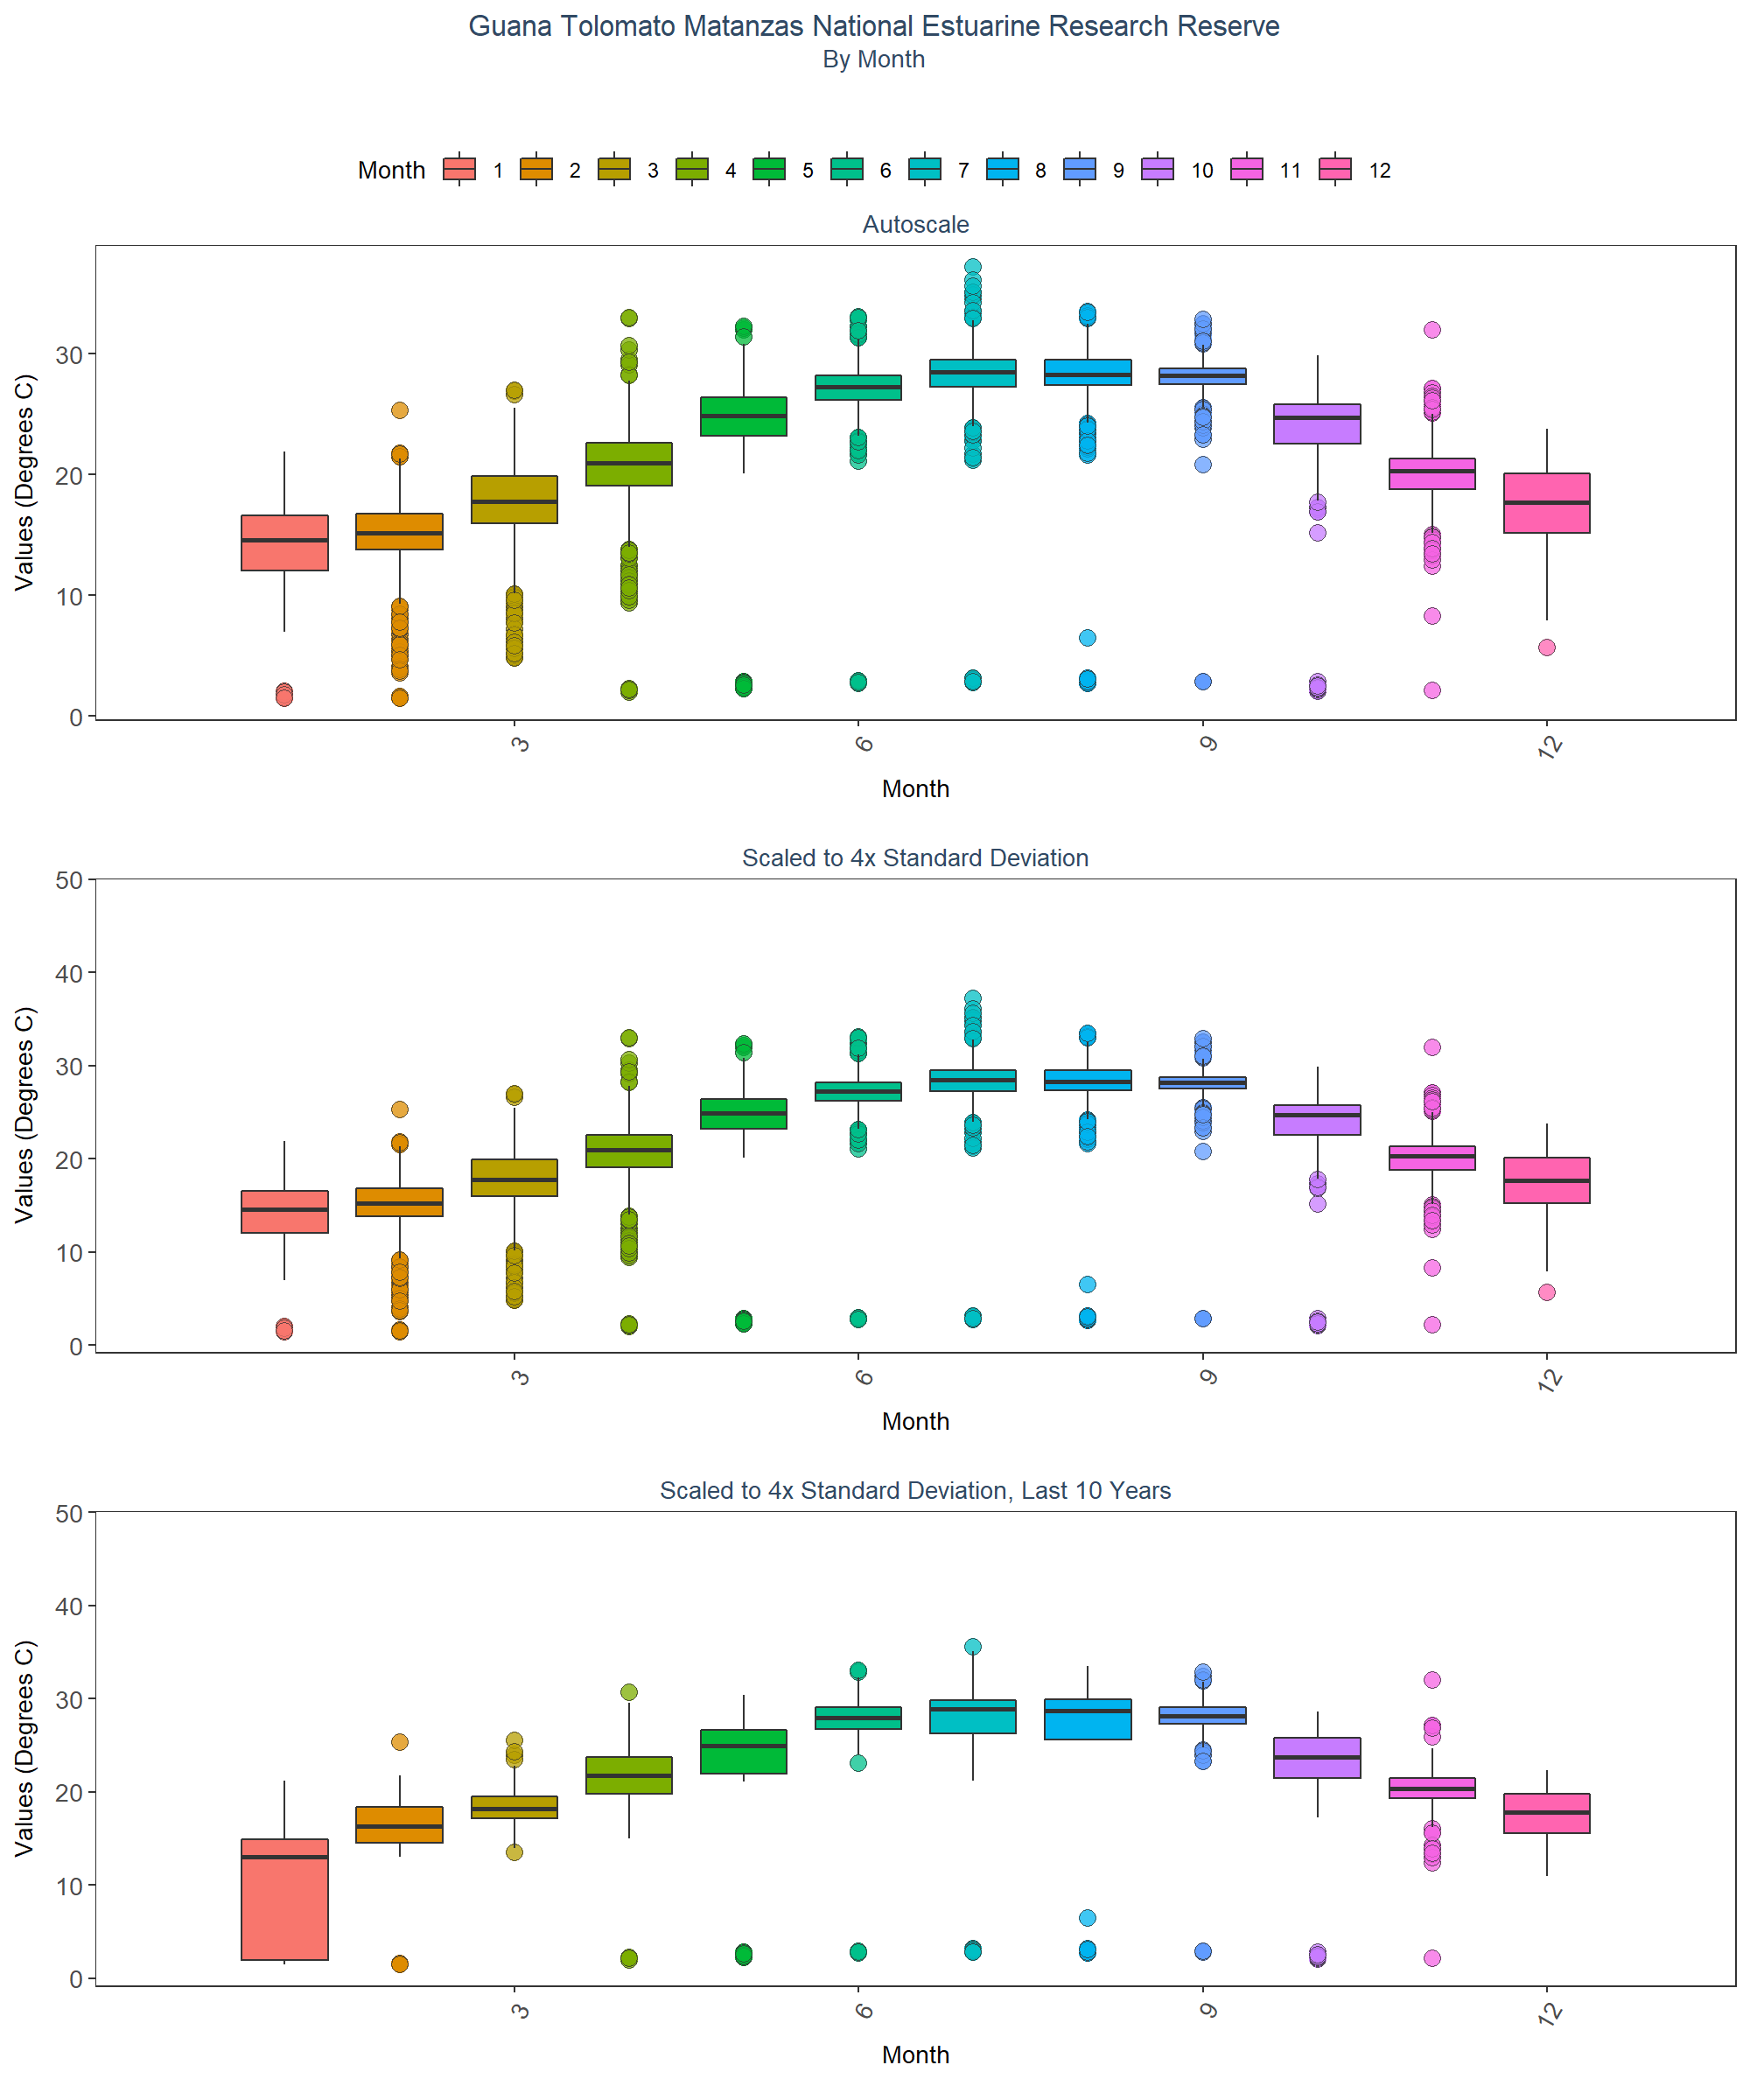 Guana Tolomato Matanzas National Estuarine Research Reserve
By Month
Month 1 2 3 4 5 6 7 8 9 10 11 12
Autoscale
Values (Degrees C)
30
20
10
0
3 6 9 12
Month
Scaled to 4x Standard Deviation
Values (Degrees C)
50
40
30
20
10
0
3 6 9 12
Month
Scaled to 4x Standard Deviation, Last 10 Years
Values (Degrees C)
50
40
30
20
10
0
3 6 9 12
Month